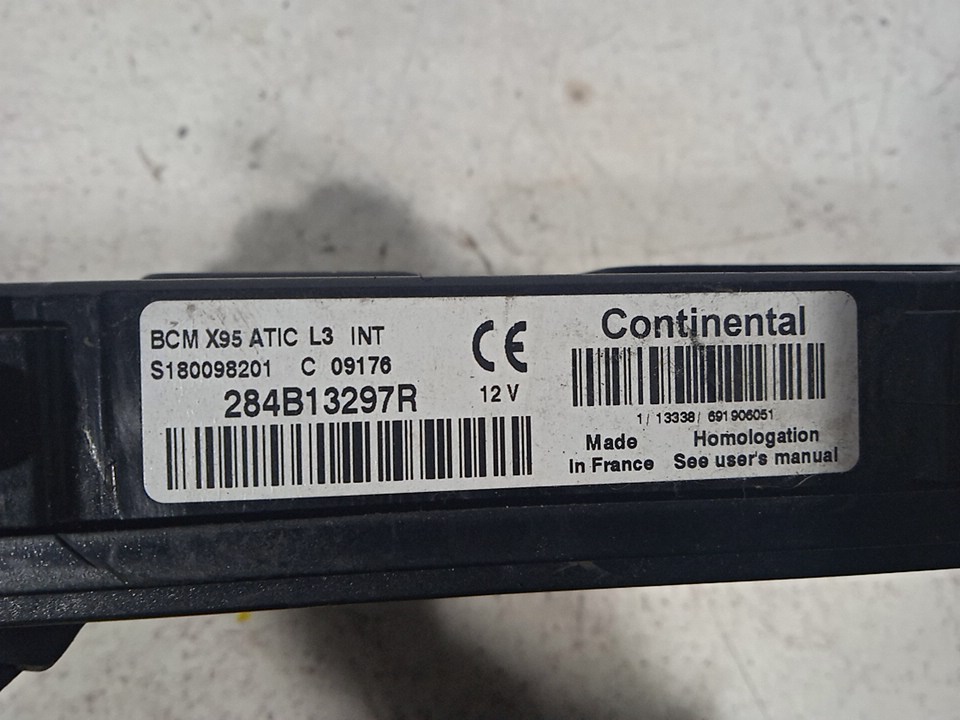 BCM X95 ATIC L3 INT
S180098201 C 09176
284B13297R
CE
12 V
Continental
1/ 13338/ 691906051
Made
in France
Homologation
See user's manual